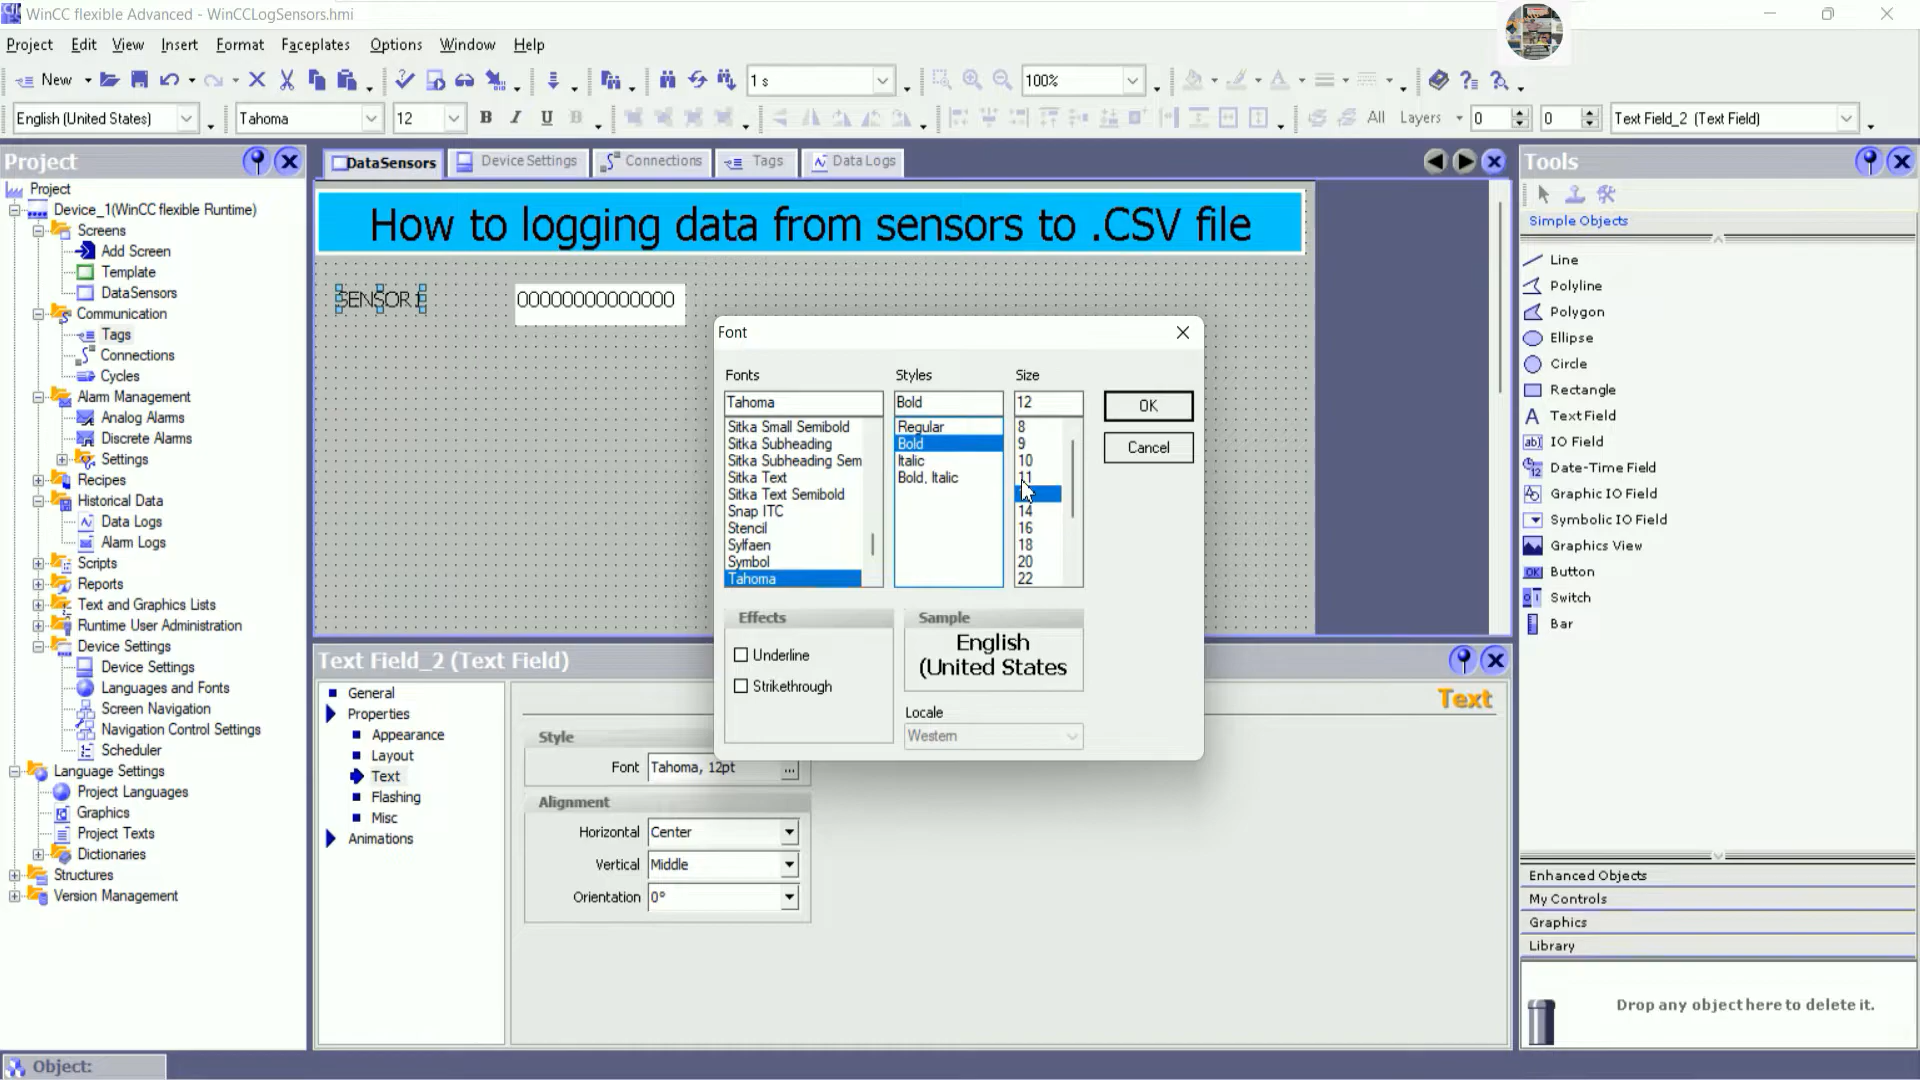 WinCC flexible Advanced - WinCCLogSensors.hmi
Project Edit View Insert Format Faceplates Options Window Help
New 1 s 100%
English (United States) Tahoma 12 B I U B All Layers 0 0 Text Field_2 (Text Field)
Project
Project
Device_1(WinCC flexible Runtime)
Screens
Add Screen
Template
DataSensors
Communication
Tags
Connections
Cycles
Alarm Management
Analog Alarms
Discrete Alarms
Settings
Recipes
Historical Data
Data Logs
Alarm Logs
Scripts
Reports
Text and Graphics Lists
Runtime User Administration
Device Settings
Device Settings
Languages and Fonts
Screen Navigation
Navigation Control Settings
Scheduler
Language Settings
Project Languages
Graphics
Project Texts
Dictionaries
Structures
Version Management
Object:
DataSensors Device Settings Connections Tags Data Logs
How to logging data from sensors to .CSV file
SENSOR 1 00000000000000
Font
Fonts Styles Size
Tahoma Bold 12
Sitka Small Semibold
Sitka Subheading
Sitka Subheading Sem
Sitka Text
Sitka Text Semibold
Snap ITC
Stencil
Sylfaen
Symbol
Tahoma
Regular
Bold
Italic
Bold, Italic
8
9
10
11
14
16
18
20
22
OK
Cancel
Effects
Underline
Strikethrough
Sample
English
(United States
Locale
Western
Text Field_2 (Text Field)
General
Properties
Appearance
Layout
Text
Flashing
Misc
Animations
Text
Style
Font Tahoma, 12pt ...
Alignment
Horizontal Center
Vertical Middle
Orientation 0°
Tools
Simple Objects
Line
Polyline
Polygon
Ellipse
Circle
Rectangle
A TextField
ab| IO Field
12 Date-Time Field
Graphic IO Field
Symbolic IO Field
Graphics View
OK Button
Switch
Bar
Enhanced Objects
My Controls
Graphics
Library
Drop any object here to delete it.